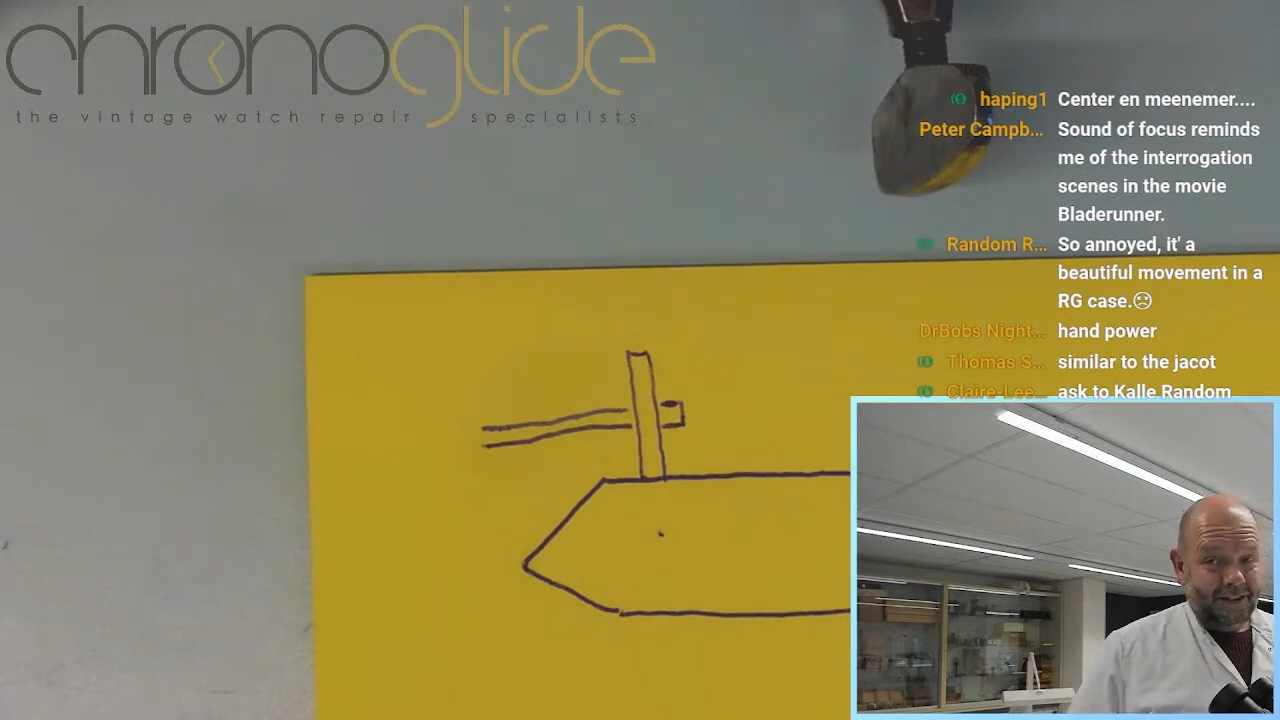 chronoglide
the vintage watch repair specialists
haping1 Center en meenemer....
Peter Campb... Sound of focus reminds
me of the interrogation
scenes in the movie
Bladerunner.
Random R... So annoyed, it' a
beautiful movement in a
RG case.☹
DrBobs Night... hand power
Thomas S... similar to the jacot
Claire-Lee... ask to Kalle Random